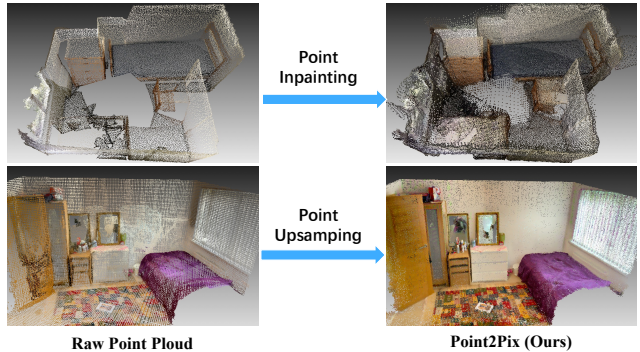 Point
Inpainting
Point
Upsamping
Raw Point Ploud
Point2Pix (Ours)